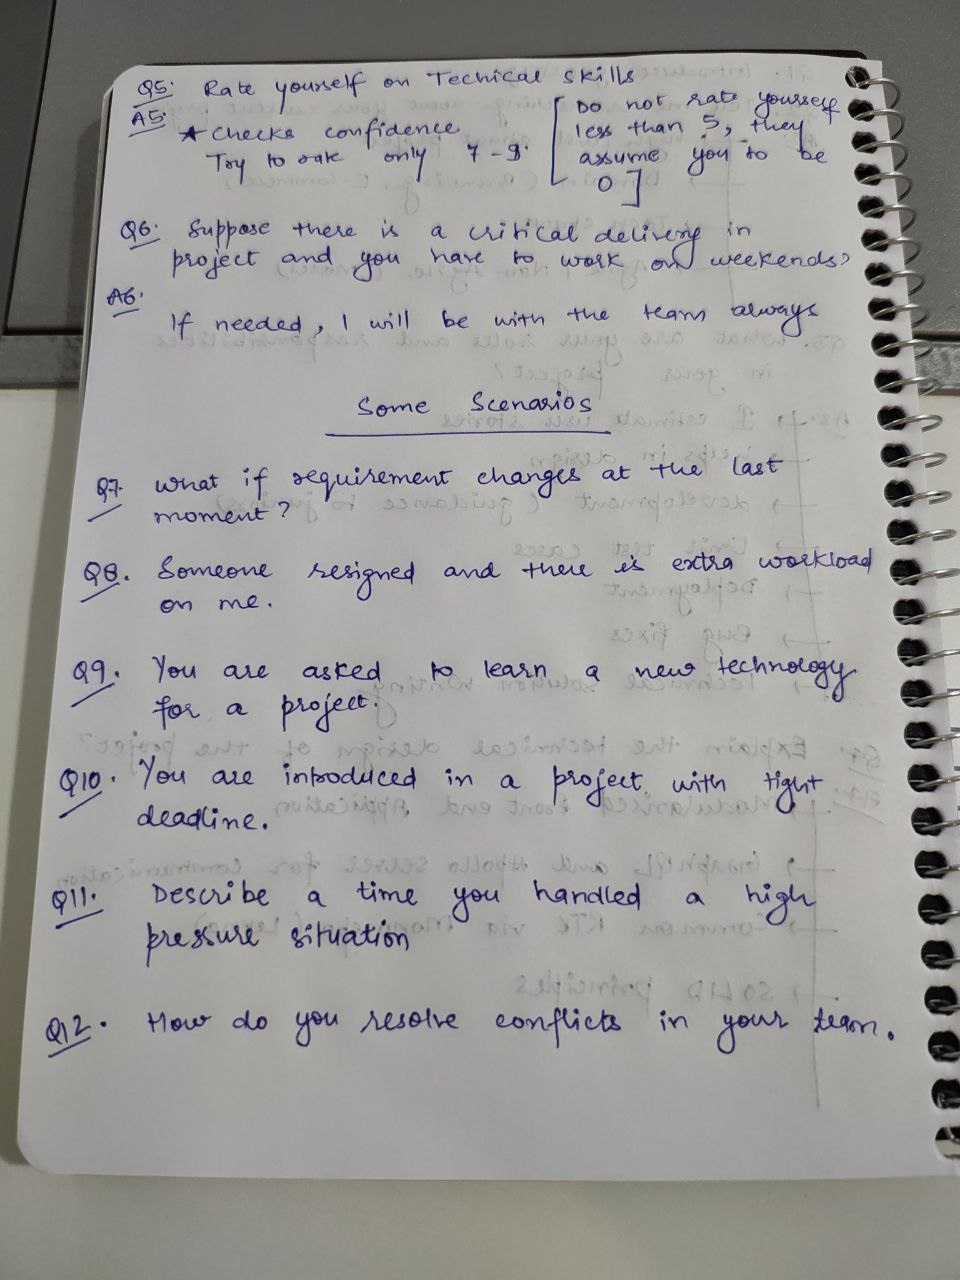 Q5: Rate yourself on Techical skills
A5:
* Checks confidence
Try to rate only 7-9.
[Do not rate yourself
less than 5, they
assume you to be
0]
Q6. Suppose there is a critical delivery in
project and you have to work on weekends?
A6.
If needed, I will be with the team always
Some Scenarios
Q7. What if requirement changes at the last
moment?
Q8. Someone resigned and there is extra workload
on me.
Q9. You are asked to learn a new technology
for a project.
Q10. You are introduced in a project with tight
deadline.
Q11. Describe a time you handled a high
pressure situation
Q12. How do you resolve conflicts in your team.